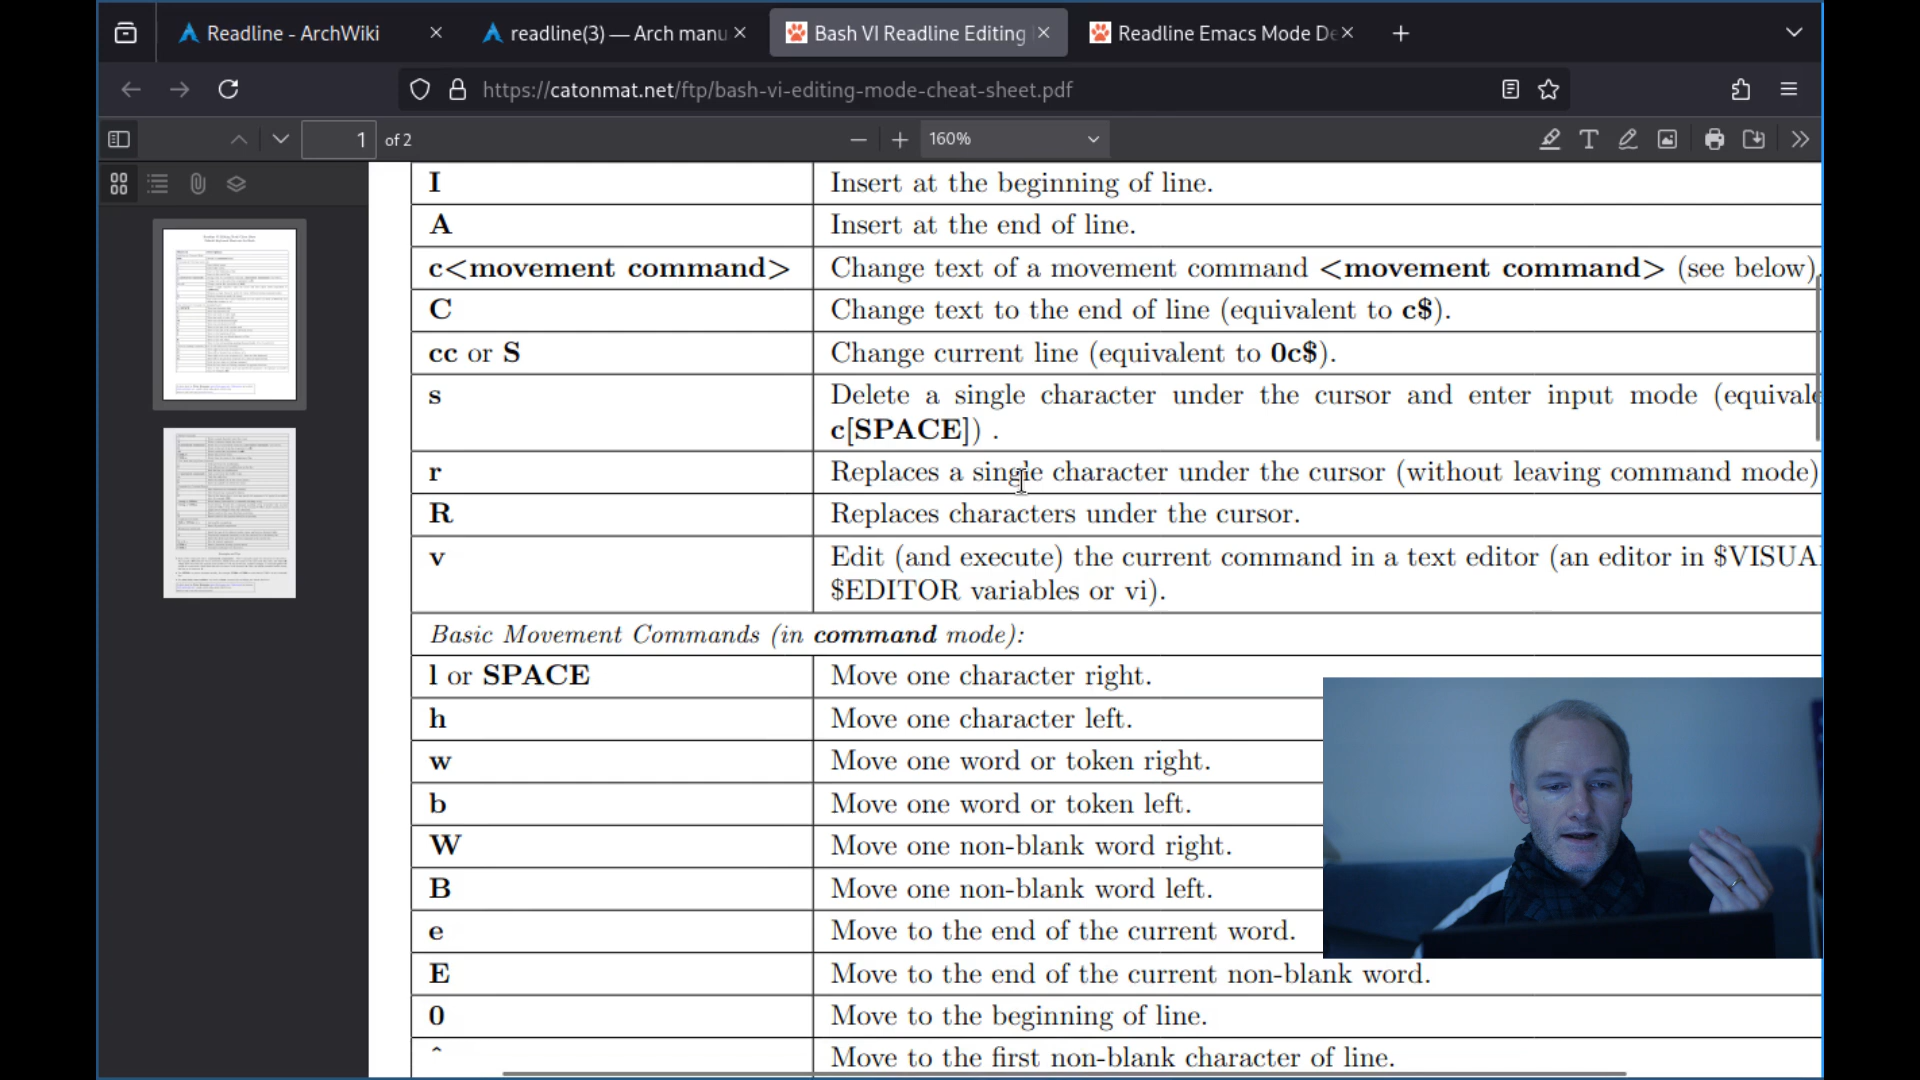 Readline - ArchWiki
readline(3) — Arch manu
Bash VI Readline Editing
Readline Emacs Mode De
https://catonmat.net/ftp/bash-vi-editing-mode-cheat-sheet.pdf
1 of 2
160%
I Insert at the beginning of line.
A Insert at the end of line.
c<movement command> Change text of a movement command <movement command> (see below)
C Change text to the end of line (equivalent to c$).
cc or S Change current line (equivalent to 0c$).
s Delete a single character under the cursor and enter input mode (equivale
c[SPACE]) .
r Replaces a single character under the cursor (without leaving command mode)
R Replaces characters under the cursor.
v Edit (and execute) the current command in a text editor (an editor in $VISUA
$EDITOR variables or vi).
Basic Movement Commands (in command mode):
l or SPACE Move one character right.
h Move one character left.
w Move one word or token right.
b Move one word or token left.
W Move one non-blank word right.
B Move one non-blank word left.
e Move to the end of the current word.
E Move to the end of the current non-blank word.
0 Move to the beginning of line.
^ Move to the first non-blank character of line.